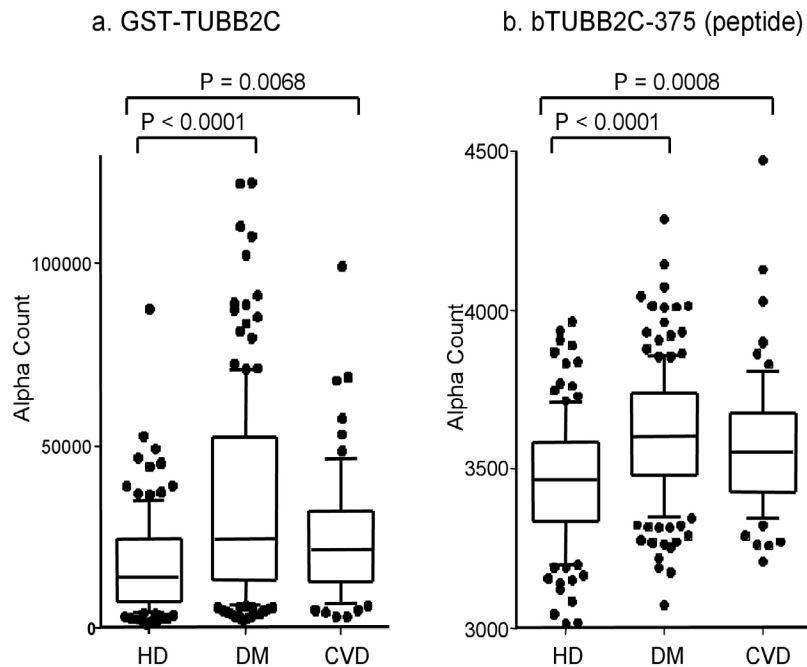 a. GST-TUBB2C
P = 0.0068
P < 0.0001
100000
50000
0
Alpha Count
HD DM CVD
b. bTUBB2C-375 (peptide)
P = 0.0008
P < 0.0001
4500
4000
3500
3000
Alpha Count
HD DM CVD